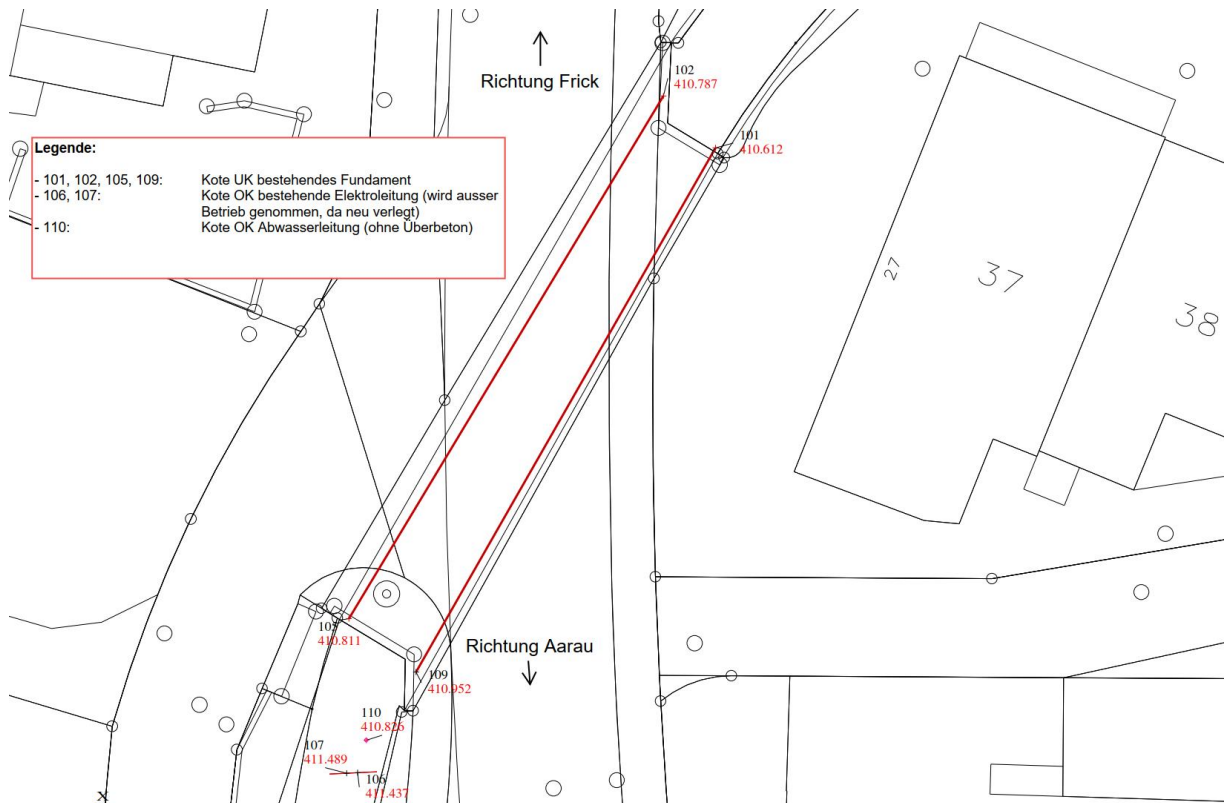 Richtung Frick
102
410.787
101
410.612
Legende:
- 101, 102, 105, 109: Kote UK bestehendes Fundament
- 106, 107: Kote OK bestehende Elektroleitung (wird ausser
Betrieb genommen, da neu verlegt)
- 110: Kote OK Abwasserleitung (ohne Überbeton)
27
37
38
105
410.811
Richtung Aarau
109
410.952
110
410.826
107
411.489
106
411.437
x